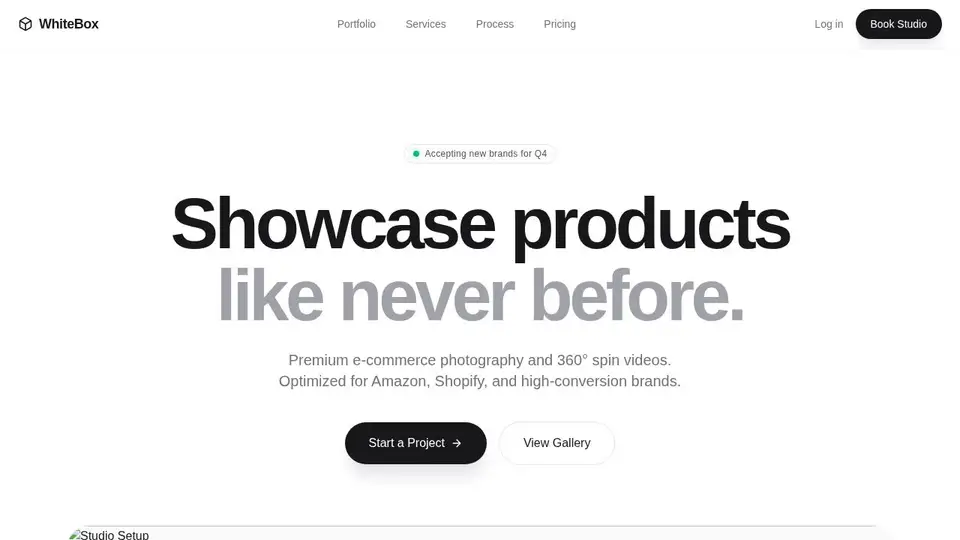 WhiteBox
Portfolio
Services
Process
Pricing
Log in
Book Studio
Accepting new brands for Q4
Showcase products
like never before.
Premium e-commerce photography and 360° spin videos.
Optimized for Amazon, Shopify, and high-conversion brands.
Start a Project
View Gallery
Studio Setup